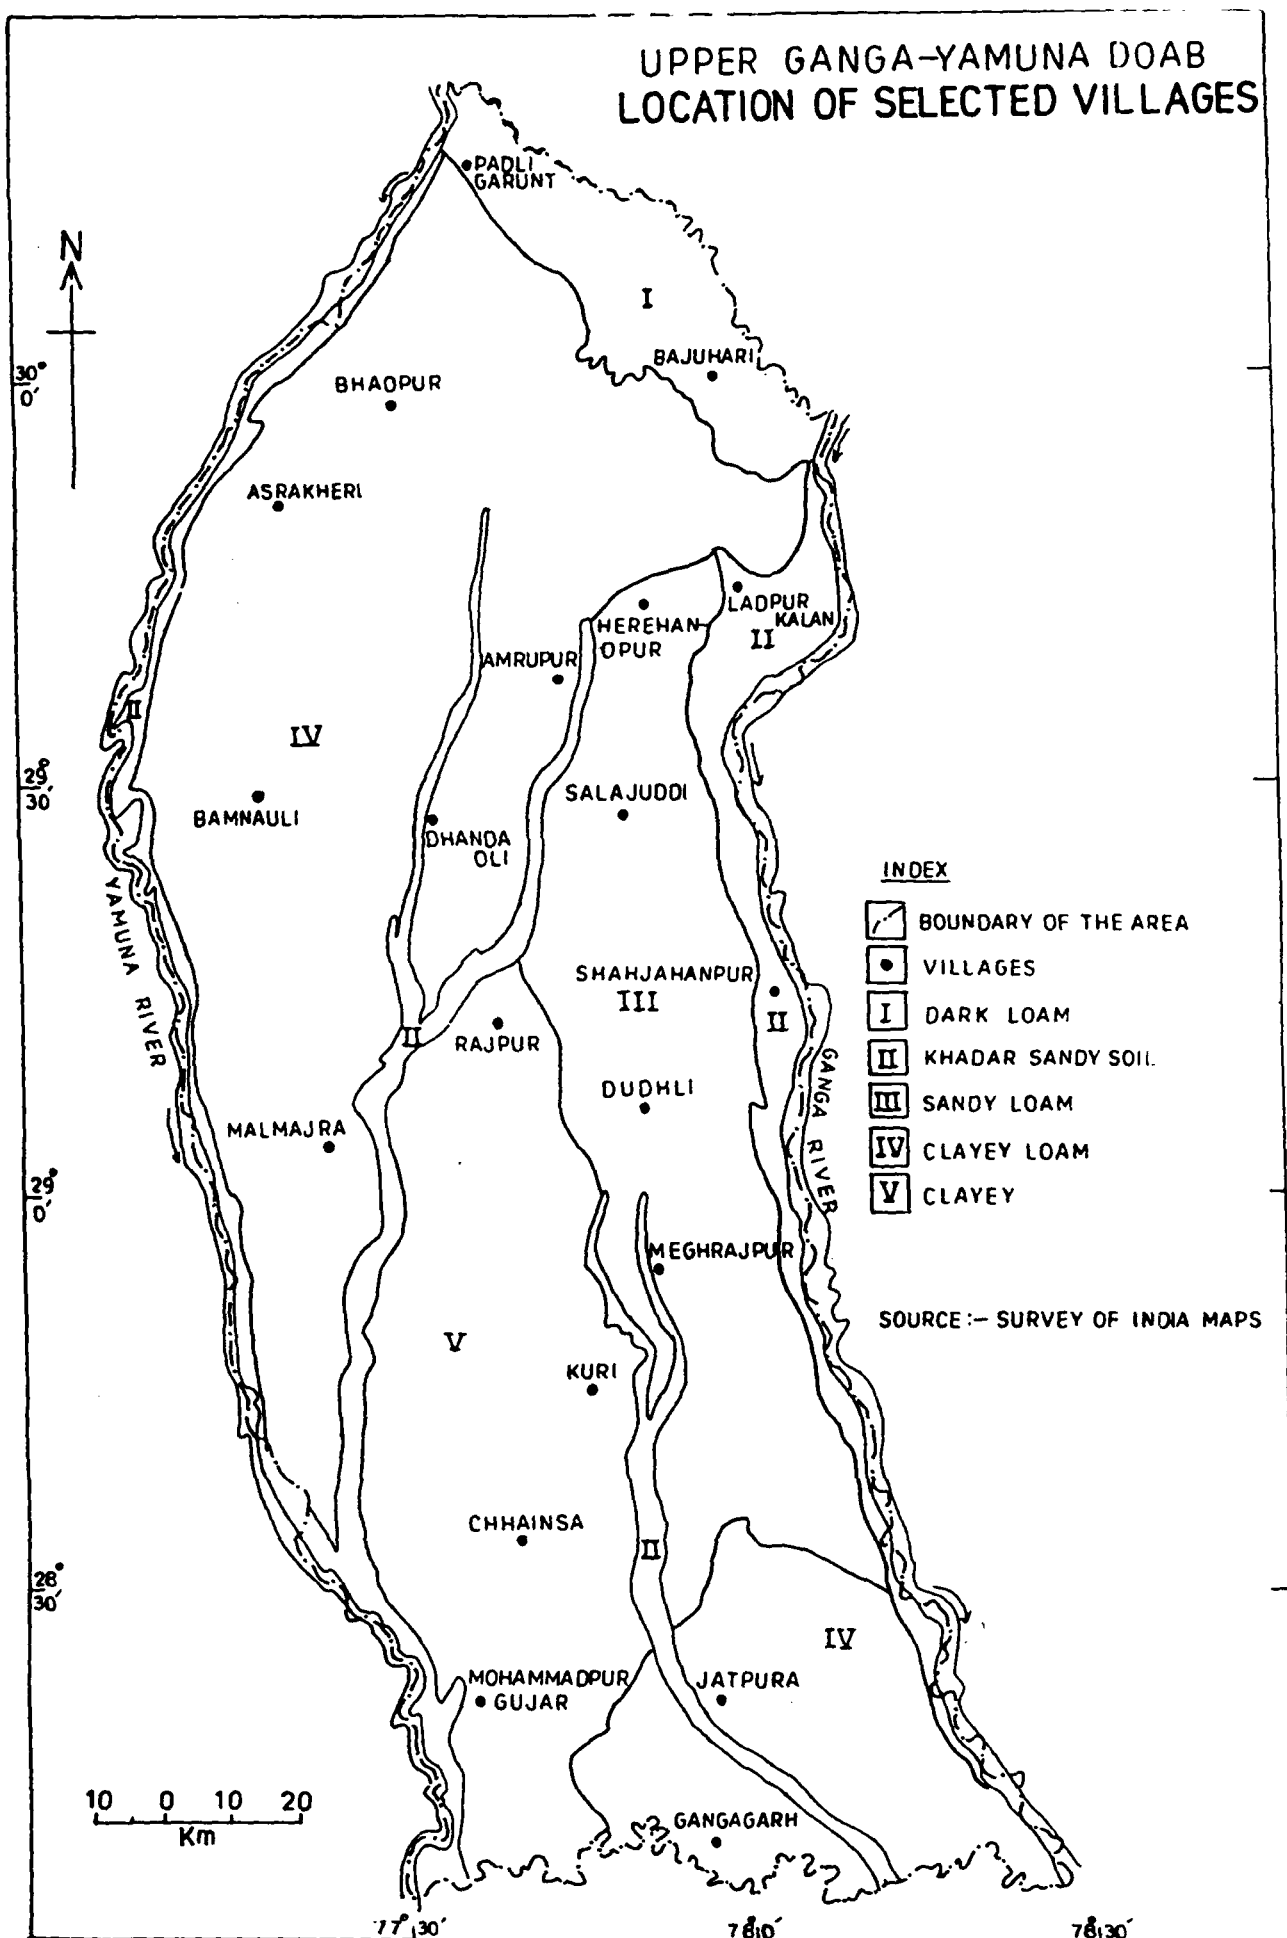 UPPER GANGA-YAMUNA DOAB
LOCATION OF SELECTED VILLAGES
PADLI
GARUNT
N
I
30°
0'
BAJUHARI
BHADPUR
ASRAKHERI
LADPUR
KALAN
HEREHAN
DPUR
II
AMRUPUR
II
IV
29°
30'
SALAJUDDI
BAMNAULI
DHANDA
OLI
INDEX
BOUNDARY OF THE AREA
VILLAGES
I DARK LOAM
II KHADAR SANDY SOIL
III SANDY LOAM
IV CLAYEY LOAM
V CLAYEY
YAMUNA RIVER
SHAHJAHANPUR
III
II
II
RAJPUR
GANGA RIVER
DUDHLI
MALMAJRA
29°
0'
MEGHRAJPUR
SOURCE:- SURVEY OF INDIA MAPS
V
KURI
CHHAINSA
II
28°
30'
IV
MOHAMMADPUR
GUJAR
JATPURA
10 0 10 20
Km
GANGAGARH
77°30'
78°0'
78°30'